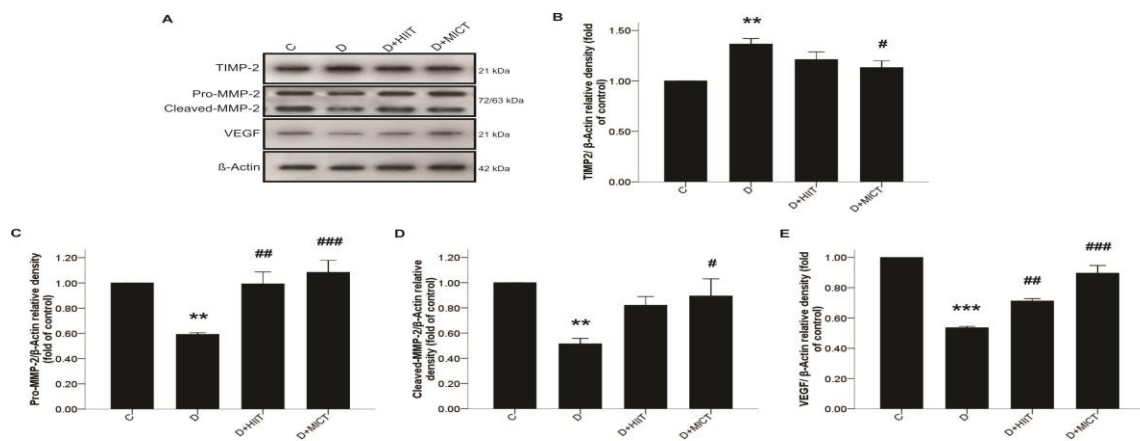 A
C D D+HIIT D+MICT
TIMP-2 21 kDa
Pro-MMP-2
72/63 kDa
Cleaved-MMP-2
VEGF 21 kDa
ß-Actin 42 kDa
B
TIMP2/ β-Actin relative density (fold
of control)
1.50
1.00
0.50
0.00
**
#
C D D+HIIT D+MICT
C
Pro-MMP-2/β-Actin relative density
(fold of control)
1.20
1.00
0.80
0.60
0.40
0.20
0.00
**
##
###
C D D+HIIT D+MICT
D
Cleaved-MMP-2/β-Actin relative
density (fold of control)
1.20
1.00
0.80
0.60
0.40
0.20
0.00
**
#
C D D+HIIT D+MICT
E
VEGF/ β-Actin relative density (fold
of control)
1.00
0.80
0.60
0.40
0.20
0.00
***
##
###
C D D+HIIT D+MICT